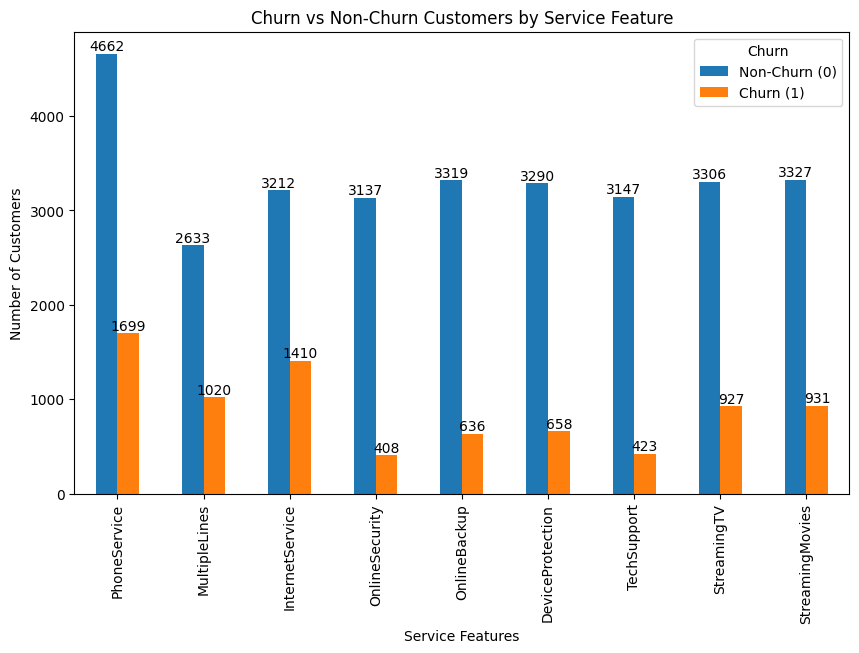 Churn vs Non-Churn Customers by Service Feature
Churn
Non-Churn (0)
Churn (1)
Number of Customers
4000
3000
2000
1000
0
4662
1699
2633
1020
3212
1410
3137
408
3319
636
3290
658
3147
423
3306
927
3327
931
PhoneService
MultipleLines
InternetService
OnlineSecurity
OnlineBackup
DeviceProtection
TechSupport
StreamingTV
StreamingMovies
Service Features